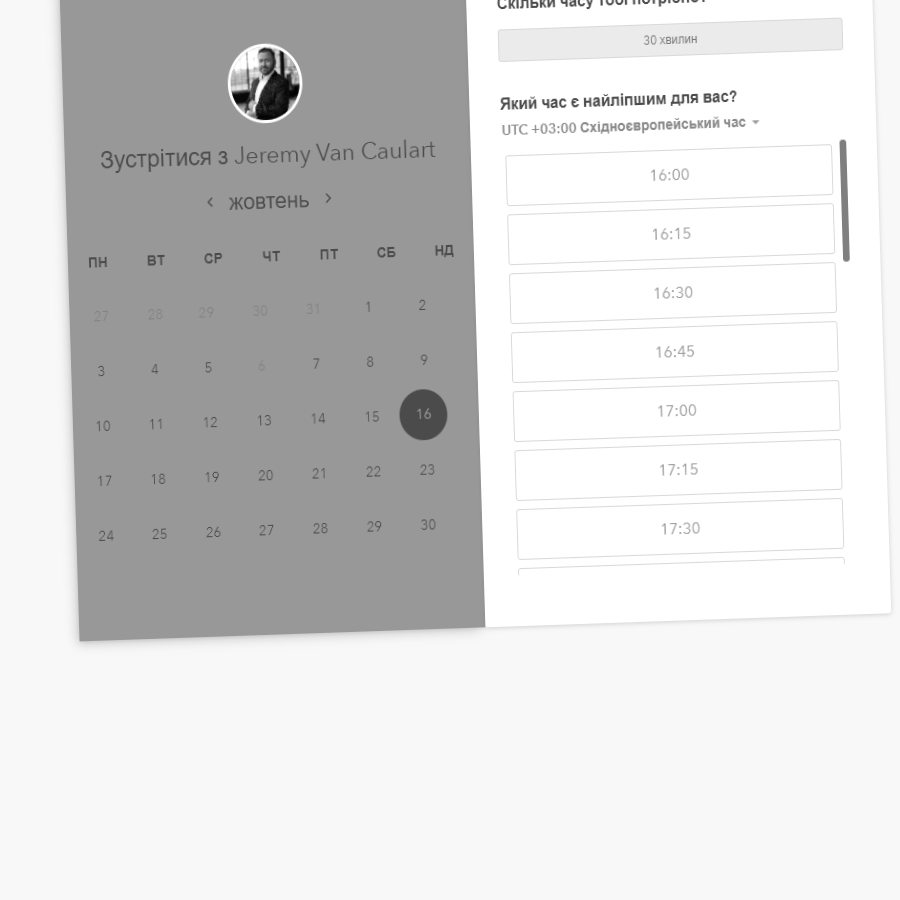 Зустрітися з Jeremy Van Caulart
‹ жовтень ›
ПН ВТ СР ЧТ ПТ СБ НД
27 28 29 30 31 1 2
3 4 5 6 7 8 9
10 11 12 13 14 15 16
17 18 19 20 21 22 23
24 25 26 27 28 29 30
Скільки часу тобі потрібно?
30 хвилин
Який час є найліпшим для вас?
UTC +03:00 Східноєвропейський час
16:00
16:15
16:30
16:45
17:00
17:15
17:30